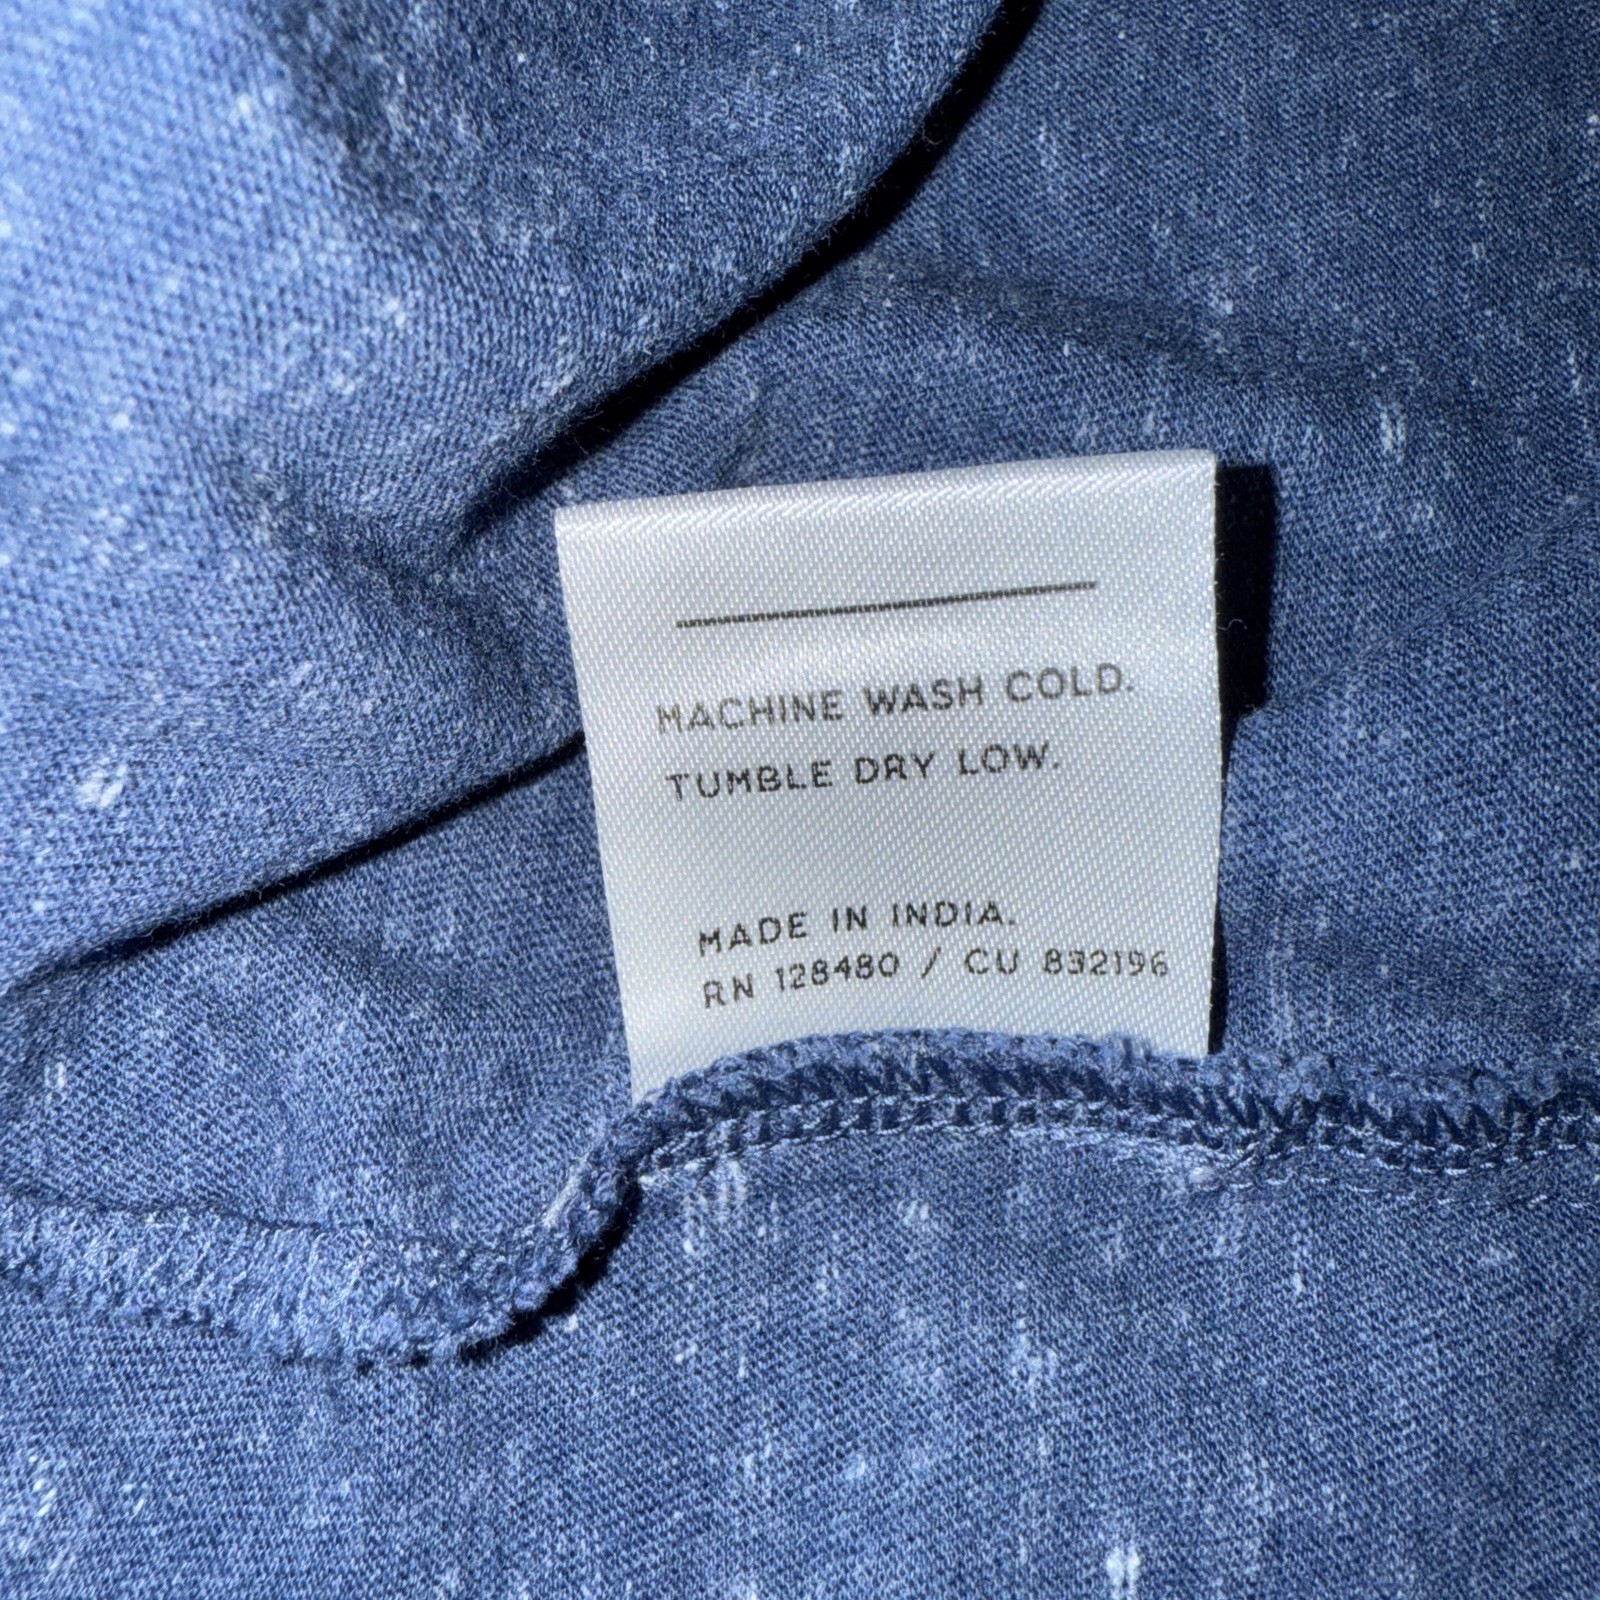 MACHINE WASH COLD.
TUMBLE DRY LOW.
MADE IN INDIA.
RN 128480 / CU 832196